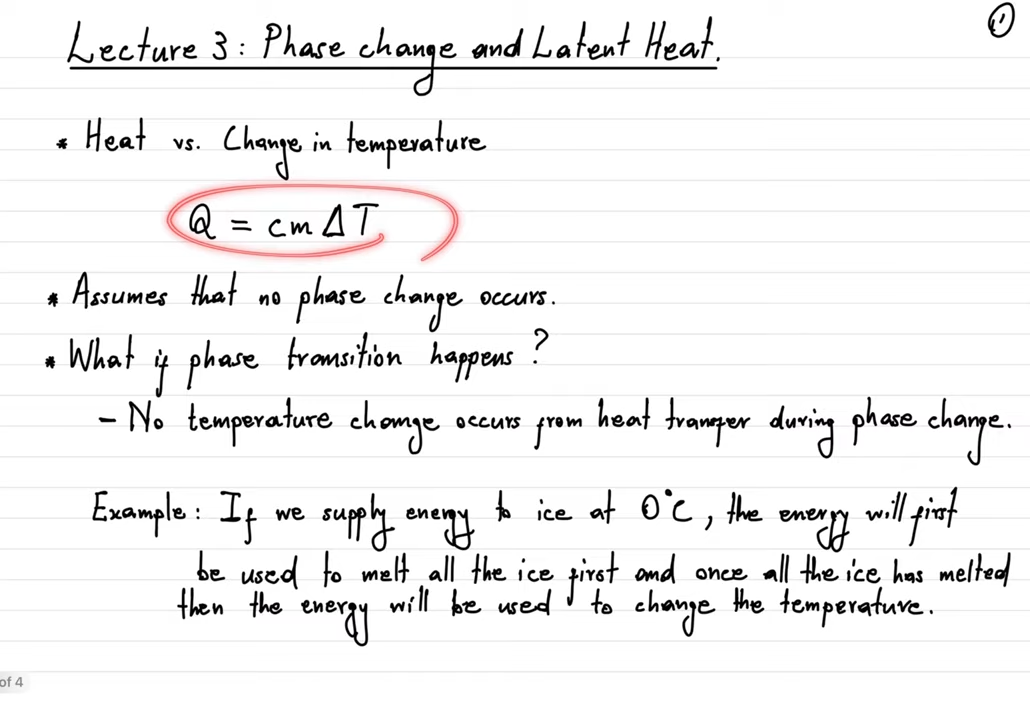 ①
Lecture 3: Phase change and Latent Heat.
* Heat vs. Change in temperature
Q = cm ΔT
* Assumes that no phase change occurs.
* What if phase transition happens?
- No temperature change occurs from heat transfer during phase change.
Example: If we supply energy to ice at 0°C, the energy will first
be used to melt all the ice first and once all the ice has melted
then the energy will be used to change the temperature.
of 4